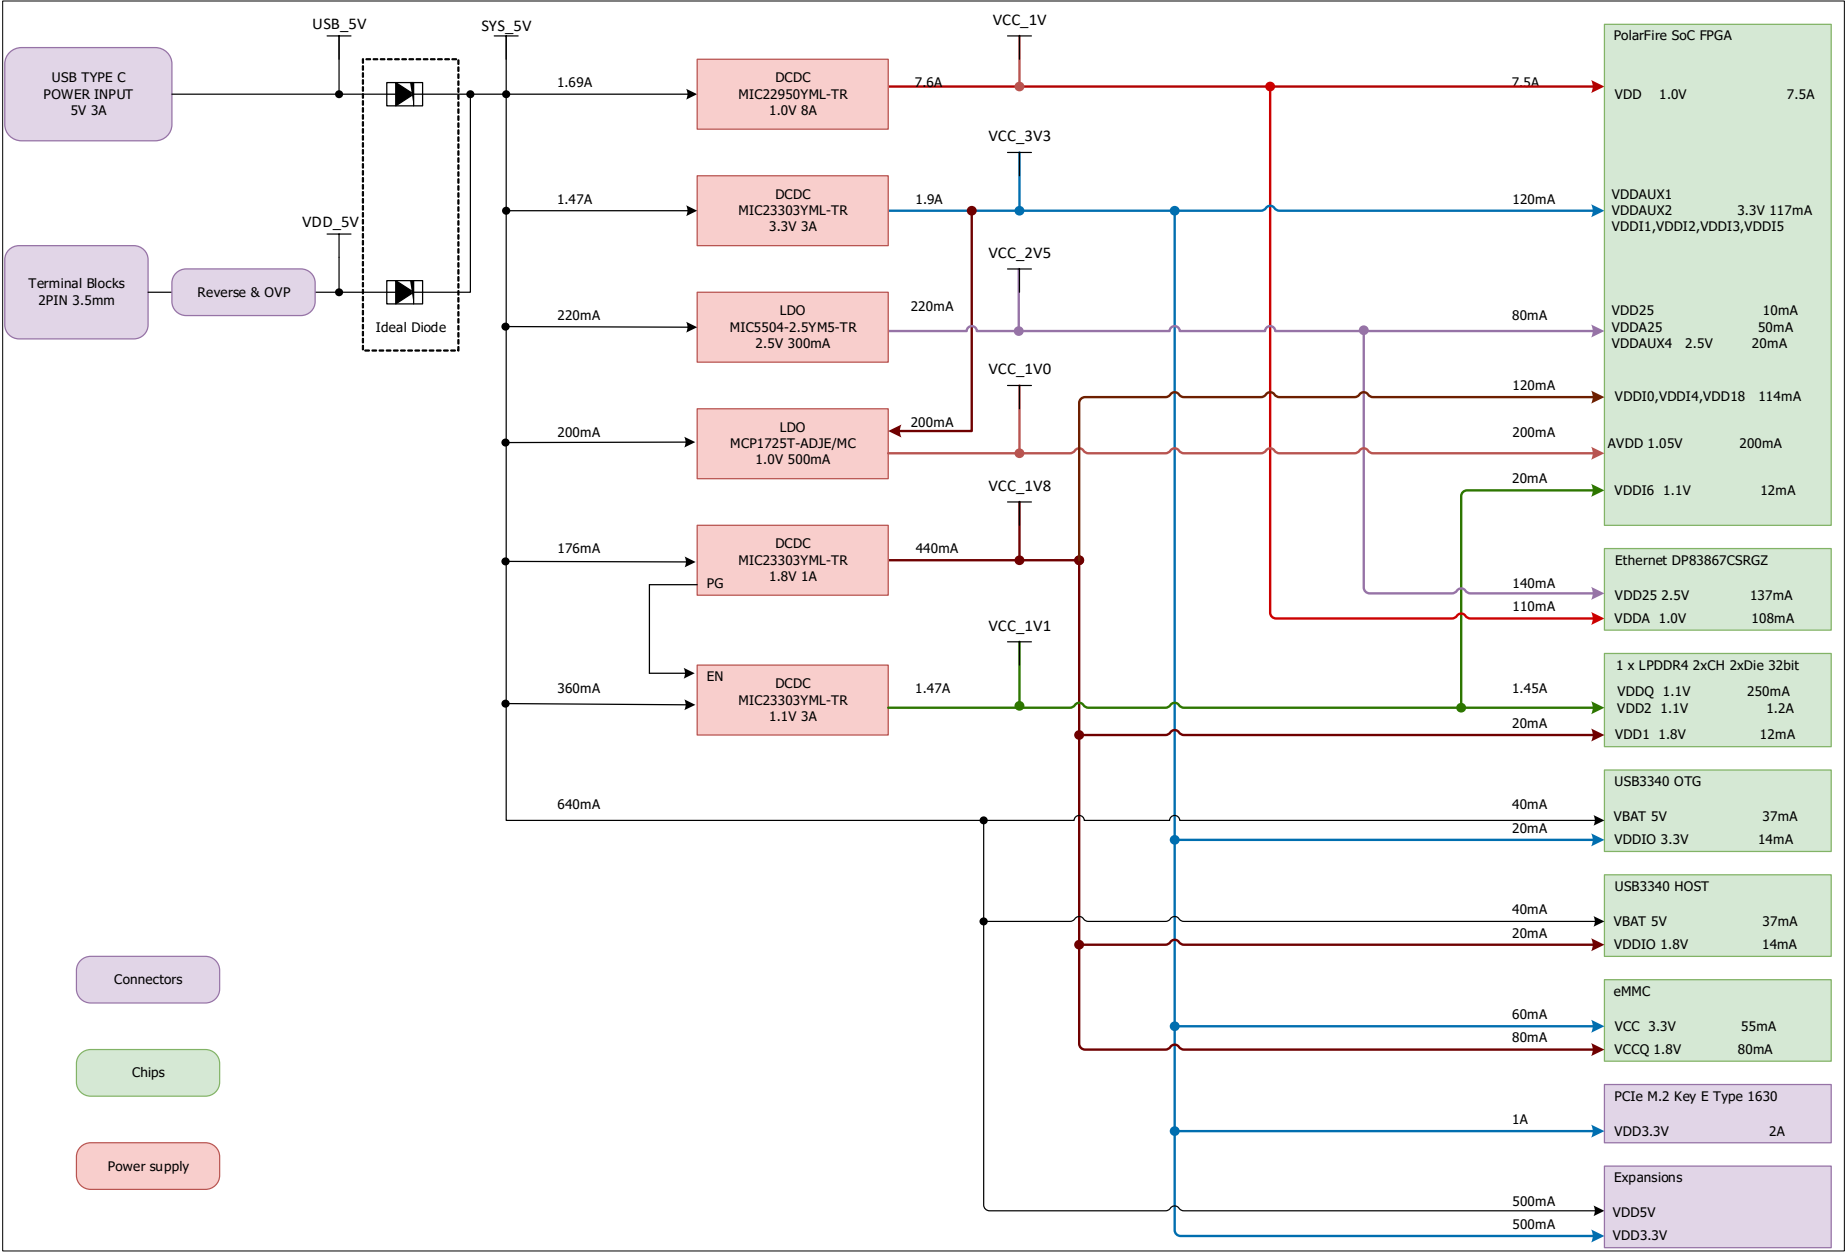 USB_5V
SYS_5V
VCC_1V
USB TYPE C
POWER INPUT
5V 3A
1.69A
DCDC
MIC22950YML-TR
1.0V 8A
7.6A
7.5A
PolarFire SoC FPGA
VDD 1.0V 7.5A
VCC_3V3
1.47A
DCDC
MIC23303YML-TR
3.3V 3A
1.9A
120mA
VDDAUX1
VDDAUX2 3.3V 117mA
VDDI1,VDDI2,VDDI3,VDDI5
VDD_5V
Terminal Blocks
2PIN 3.5mm
Reverse & OVP
Ideal Diode
VCC_2V5
220mA
LDO
MIC5504-2.5YM5-TR
2.5V 300mA
220mA
80mA
VDD25 10mA
VDDA25 50mA
VDDAUX4 2.5V 20mA
VCC_1V0
120mA
VDDI0,VDDI4,VDD18 114mA
200mA
LDO
MCP1725T-ADJE/MC
1.0V 500mA
200mA
200mA
AVDD 1.05V 200mA
VCC_1V8
20mA
VDDI6 1.1V 12mA
176mA
DCDC
MIC23303YML-TR
1.8V 1A
PG
440mA
Ethernet DP83867CSRGZ
140mA
VDD25 2.5V 137mA
110mA
VDDA 1.0V 108mA
VCC_1V1
360mA
EN
DCDC
MIC23303YML-TR
1.1V 3A
1.47A
1.45A
1 x LPDDR4 2xCH 2xDie 32bit
VDDQ 1.1V 250mA
VDD2 1.1V 1.2A
20mA
VDD1 1.8V 12mA
640mA
USB3340 OTG
40mA
VBAT 5V 37mA
20mA
VDDIO 3.3V 14mA
USB3340 HOST
40mA
VBAT 5V 37mA
20mA
VDDIO 1.8V 14mA
eMMC
60mA
VCC 3.3V 55mA
80mA
VCCQ 1.8V 80mA
PCIe M.2 Key E Type 1630
1A
VDD3.3V 2A
Expansions
500mA
VDD5V
500mA
VDD3.3V
Connectors
Chips
Power supply